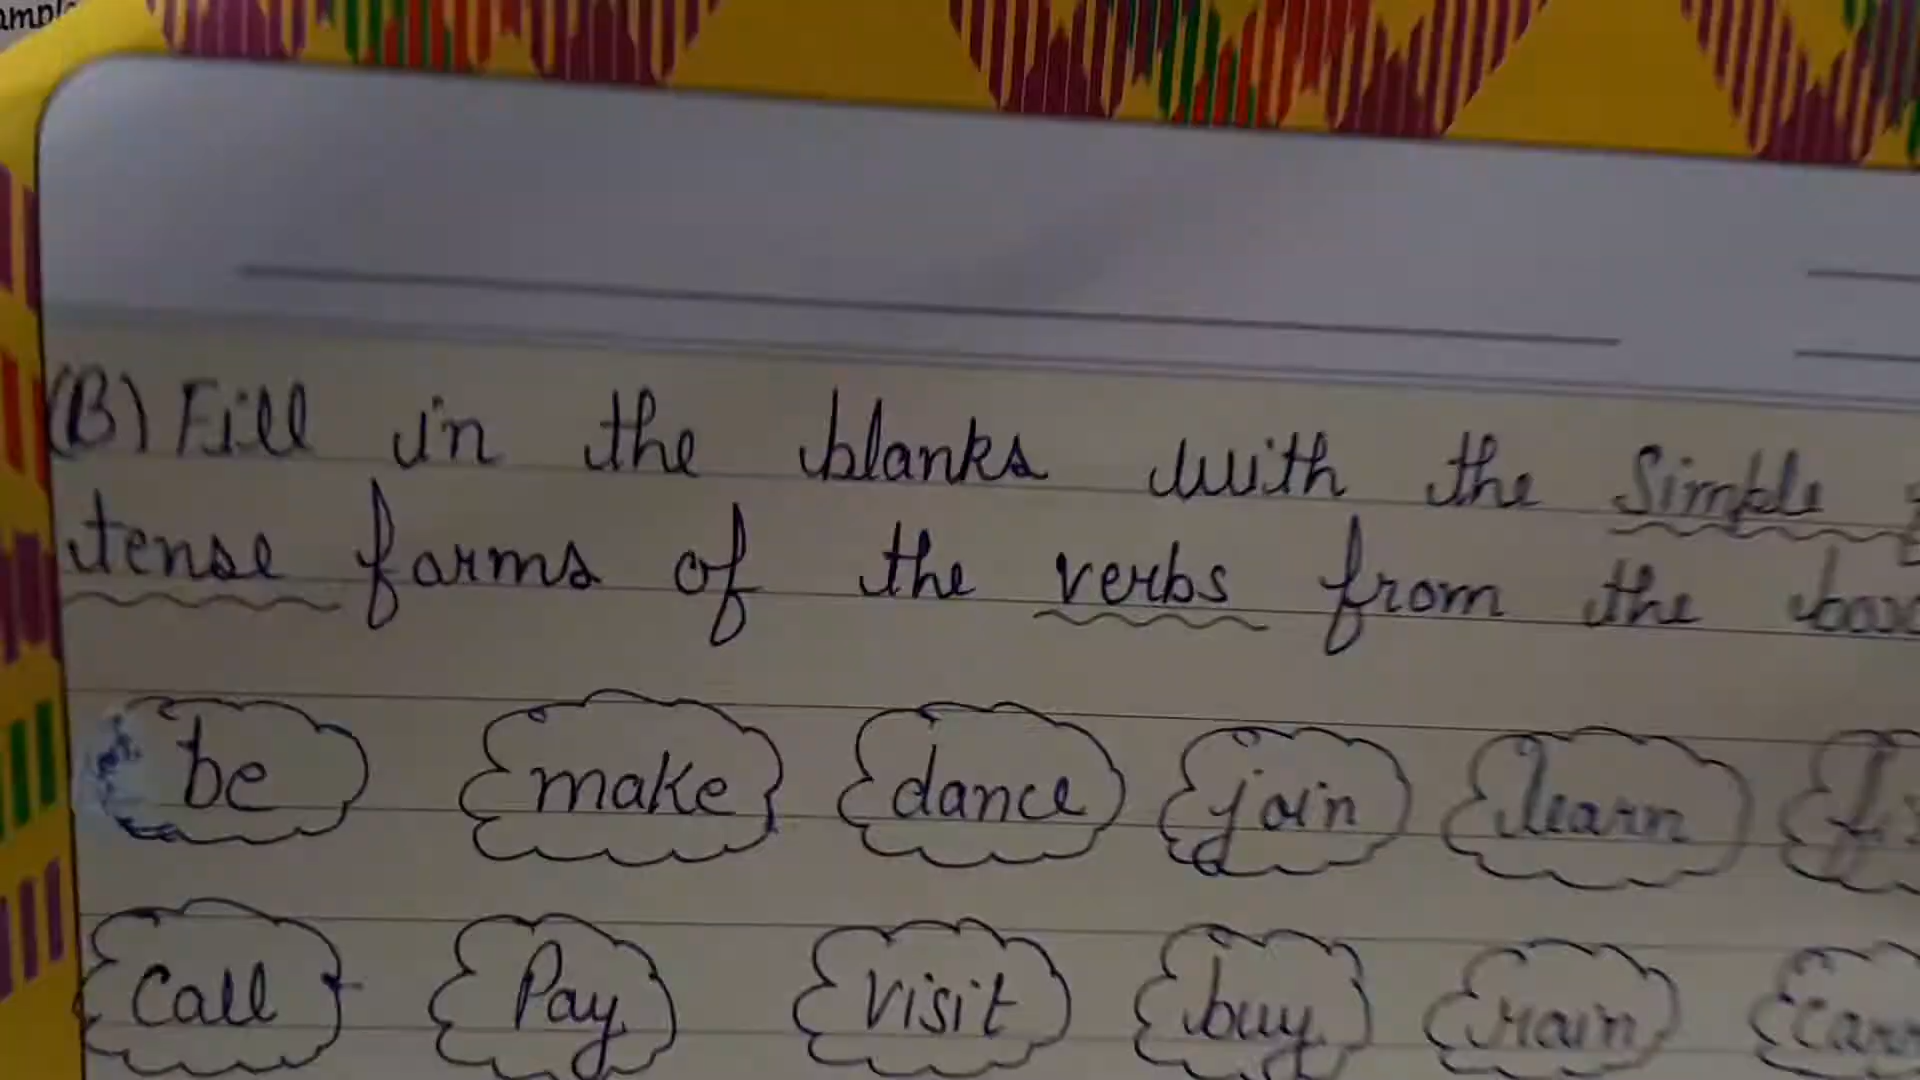 (B) Fill in the blanks with the Simple
tense forms of the verbs from the
be make dance join learn
Call Pay visit buy rain